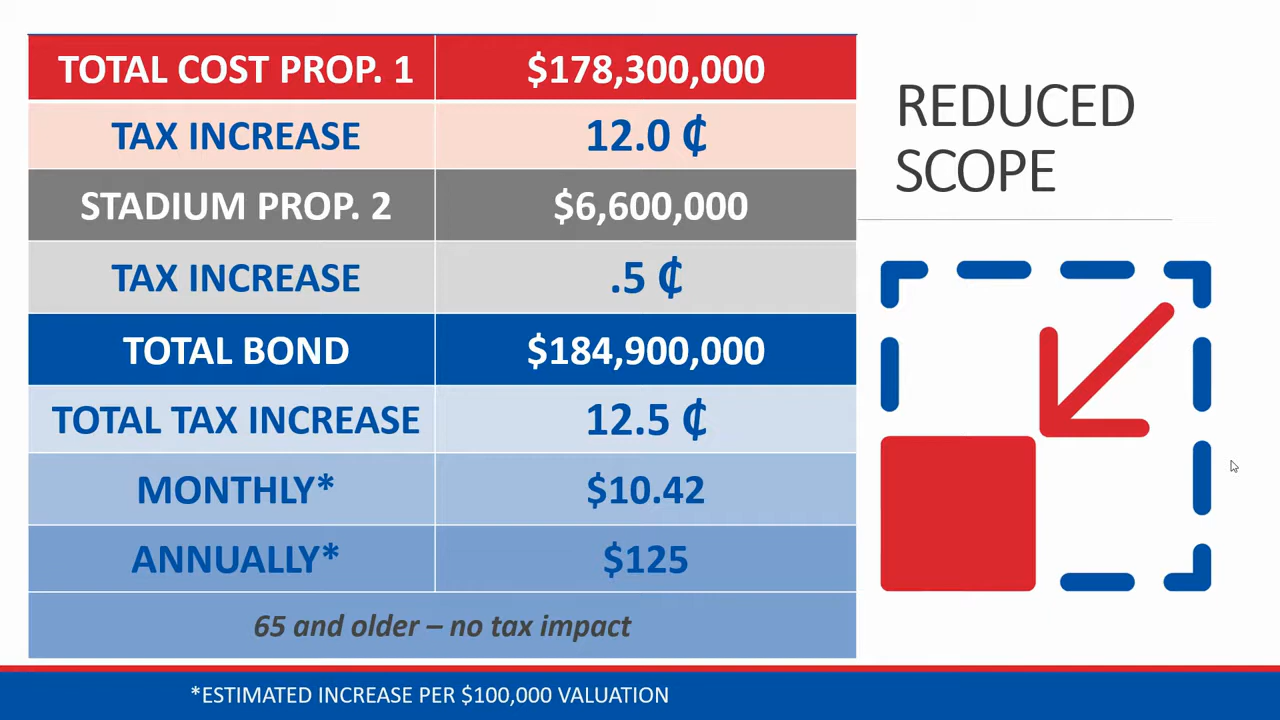 TOTAL COST PROP. 1 $178,300,000
TAX INCREASE 12.0 ₵
STADIUM PROP. 2 $6,600,000
TAX INCREASE .5 ₵
TOTAL BOND $184,900,000
TOTAL TAX INCREASE 12.5 ₵
MONTHLY* $10.42
ANNUALLY* $125
65 and older – no tax impact
REDUCED
SCOPE
*ESTIMATED INCREASE PER $100,000 VALUATION